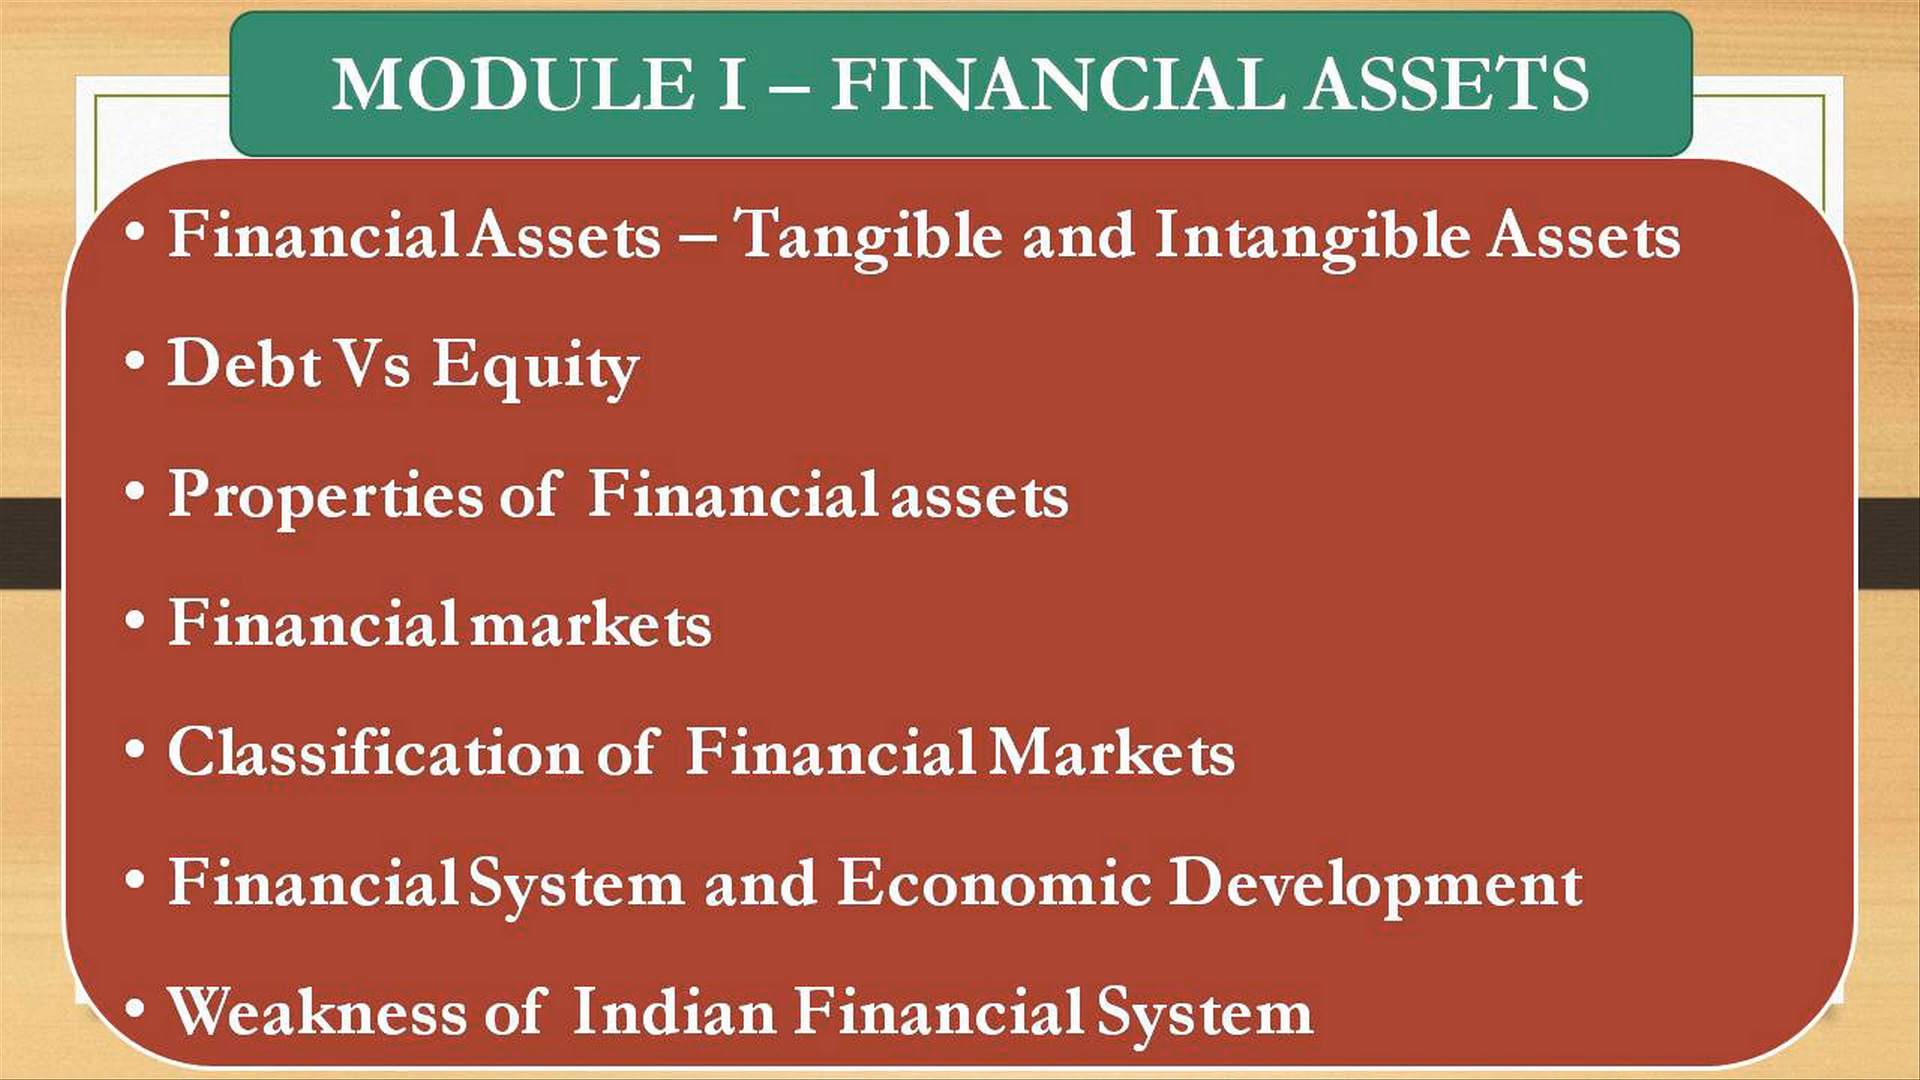 MODULE I – FINANCIAL ASSETS
• Financial Assets – Tangible and Intangible Assets
• Debt Vs Equity
• Properties of Financial assets
• Financial markets
• Classification of Financial Markets
• Financial System and Economic Development
• Weakness of Indian Financial System